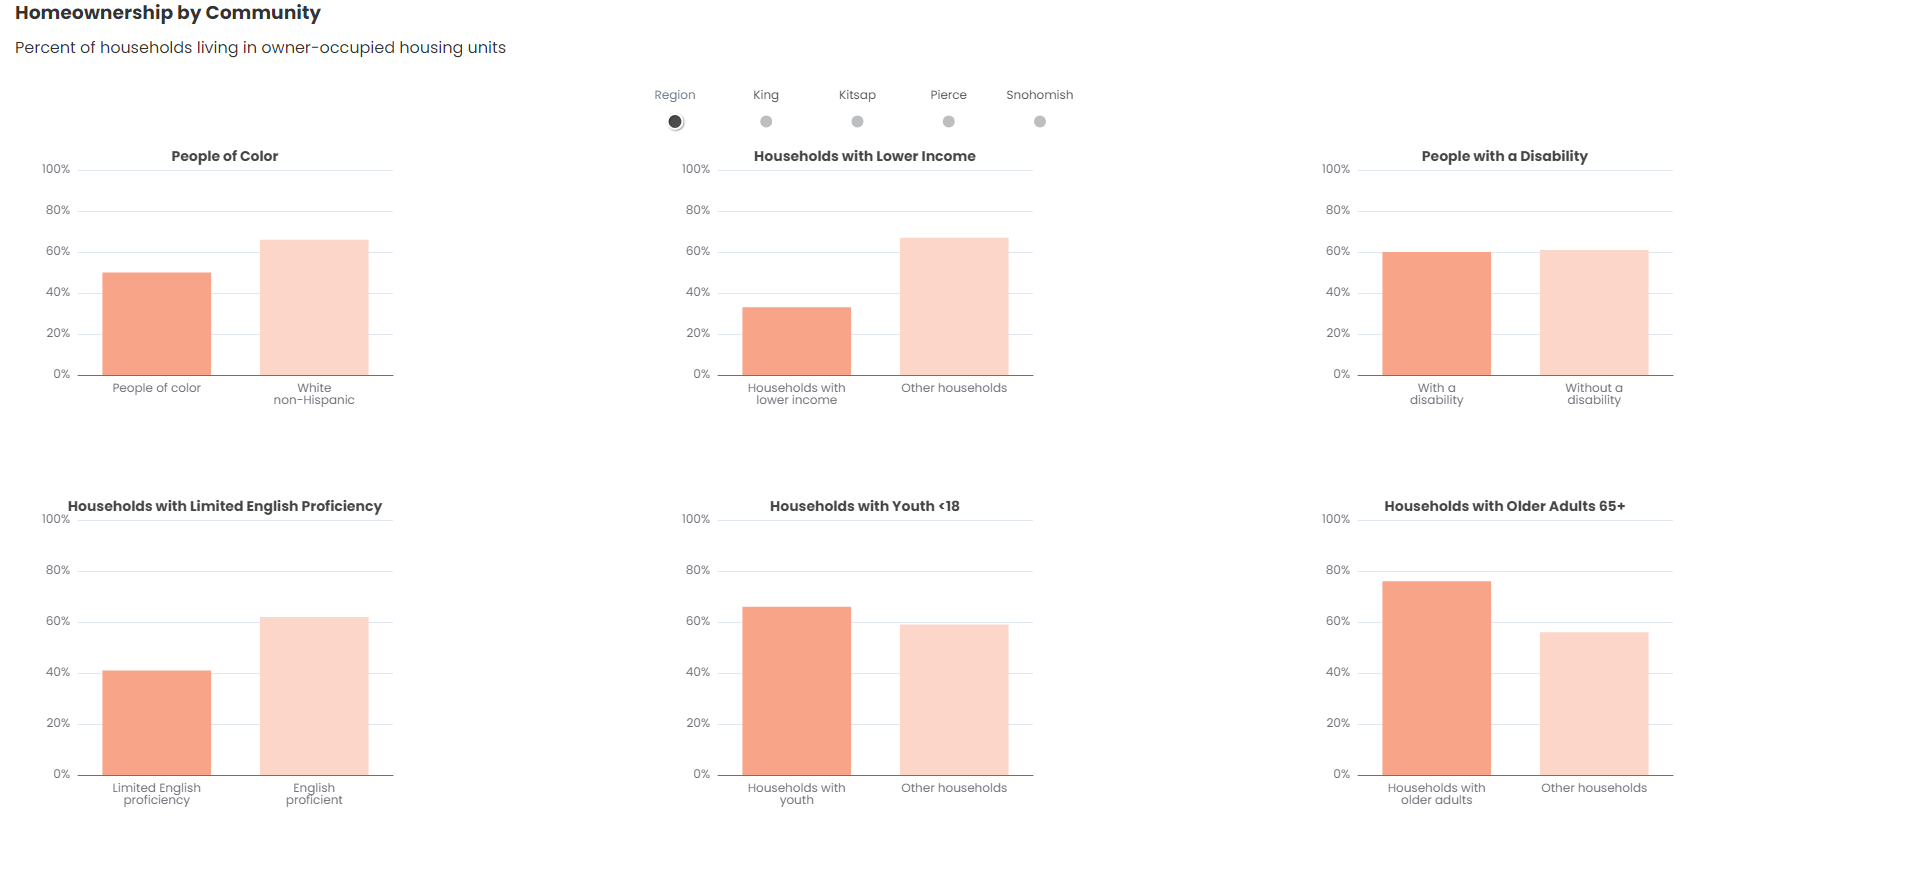 Homeownership by Community
Percent of households living in owner-occupied housing units
Region King Kitsap Pierce Snohomish
People of Color
100%
80%
60%
40%
20%
0%
People of color
White
non-Hispanic
Households with Lower Income
100%
80%
60%
40%
20%
0%
Households with
lower income
Other households
People with a Disability
100%
80%
60%
40%
20%
0%
With a
disability
Without a
disability
Households with Limited English Proficiency
100%
80%
60%
40%
20%
0%
Limited English
proficiency
English
proficient
Households with Youth <18
100%
80%
60%
40%
20%
0%
Households with
youth
Other households
Households with Older Adults 65+
100%
80%
60%
40%
20%
0%
Households with
older adults
Other households